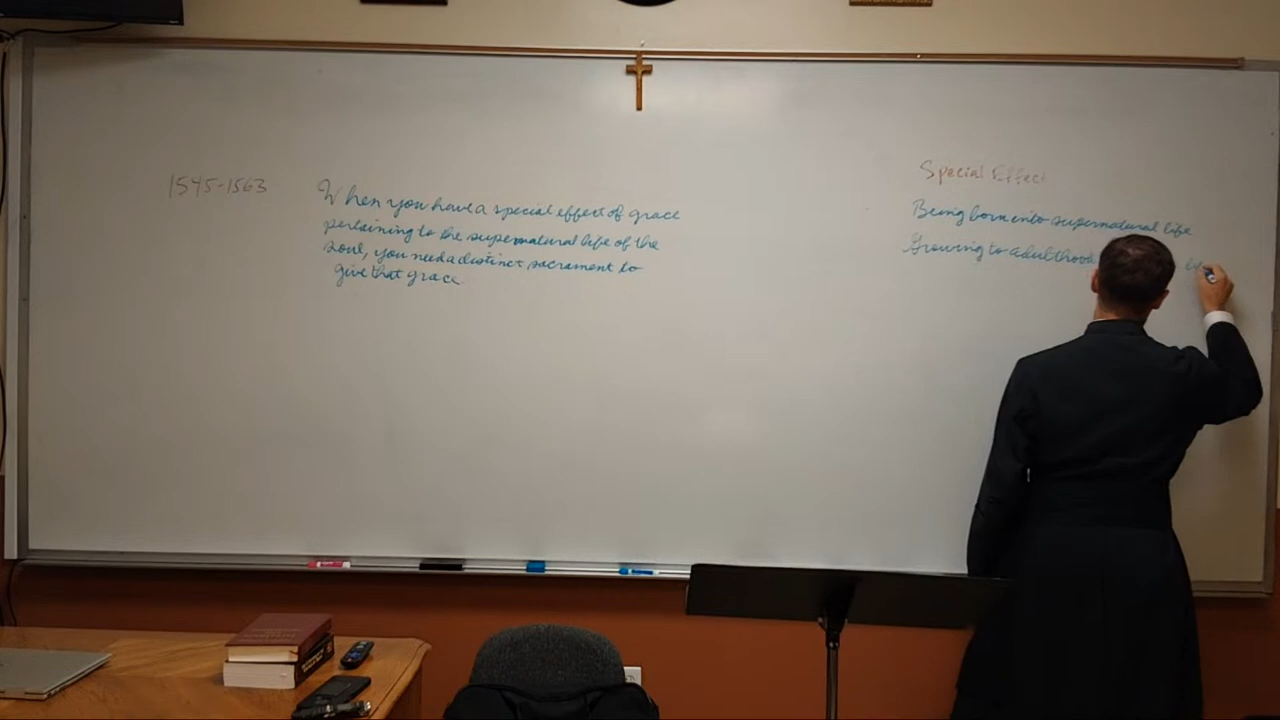 1545-1563
When you have a special effect of grace
pertaining to the supernatural life of the
soul, you need a distinct sacrament to
give that grace.
Special Effect
Being born into supernatural life
Growing to adulthood